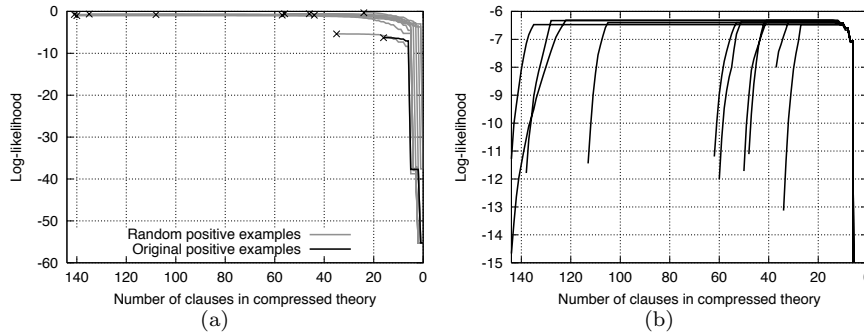 0
-10
-20
-30
-40
-50
-60
Log-likelihood
Random positive examples
Original positive examples
140 120 100 80 60 40 20 0
Number of clauses in compressed theory
(a)
-6
-7
-8
-9
-10
-11
-12
-13
-14
-15
Log-likelihood
140 120 100 80 60 40 20 0
Number of clauses in compressed theory
(b)